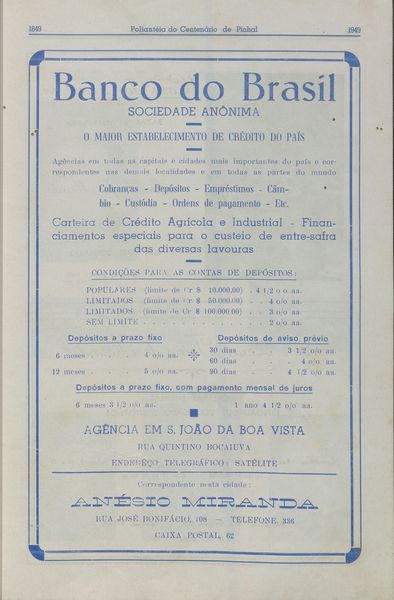 1849 Poliantéia do Centenário de Pinhal 1949
Banco do Brasil
SOCIEDADE ANÔNIMA
O MAIOR ESTABELECIMENTO DE CRÉDITO DO PAÍS
Agências em todas as capitais e cidades mais importantes do país e cor-
respondientes nas demais localidades e em todas as partes do mundo
Cobranças - Depósitos - Empréstimos - Câm-
bio - Custódia - Ordens de pagamento - Etc.
Carteira de Crédito Agrícola e Industrial - Finan-
ciamentos especiais para o custeio de entre-safra
das diversas lavouras
CONDIÇÕES PARA AS CONTAS DE DEPÓSITOS:
POPULARES (limite de Cr $ 10.000,00) . 4 1/2 o/o aa.
LIMITADOS (limite de Cr $ 50.000,00) . . 4 o/o aa.
LIMITADOS (limite de Cr $ 100.000,00) . . 3 o/o aa.
SEM LIMITE . . . . . . . . . . . 2 o/o aa.
Depósitos a prazo fixo
6 meses . . . . . 4 o/o aa.
12 meses . . . . . 5 o/o aa.
Depósitos de aviso prévio
30 dias . . . 3 1/2 o/o aa.
60 dias . . . . 4 o/o aa.
90 dias . . . 4 1/2 o/o aa.
Depósitos a prazo fixo, com pagamento mensal de juros
6 meses 3 1/2 o/o aa. 1 ano 4 1/2 o/o aa.
AGÊNCIA EM S. JOÃO DA BOA VISTA
RUA QUINTINO BOCAIUVA
ENDERÊÇO TELEGRÁFICO: SATÉLITE
Correspondente nesta cidade:
ANÉSIO MIRANDA
RUA JOSÉ BONIFÁCIO, 108 — TELEFONE, 336
CAIXA POSTAL, 62